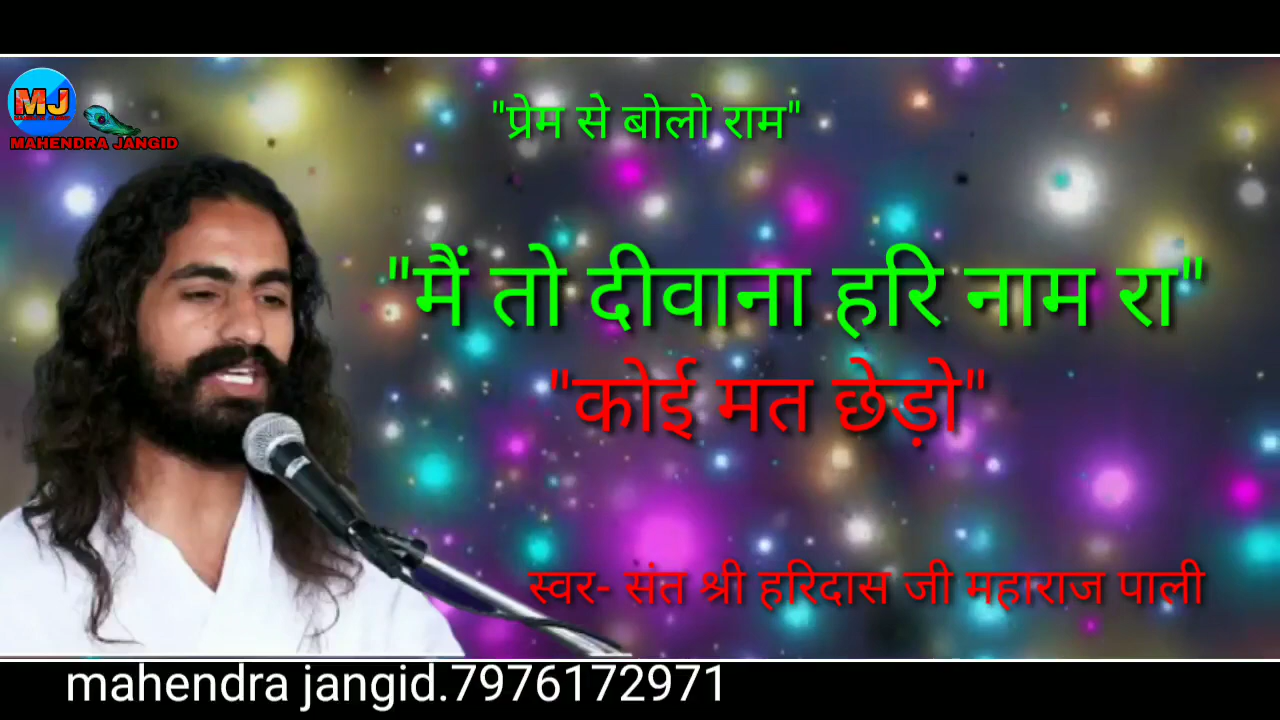 MJ
MAHENDRA JANGID
"प्रेम से बोलो राम"
"मैं तो दीवाना हरि नाम रा"
"कोई मत छेड़ो"
स्वर- संत श्री हरिदास जी महाराज पाली
mahendra jangid.7976172971